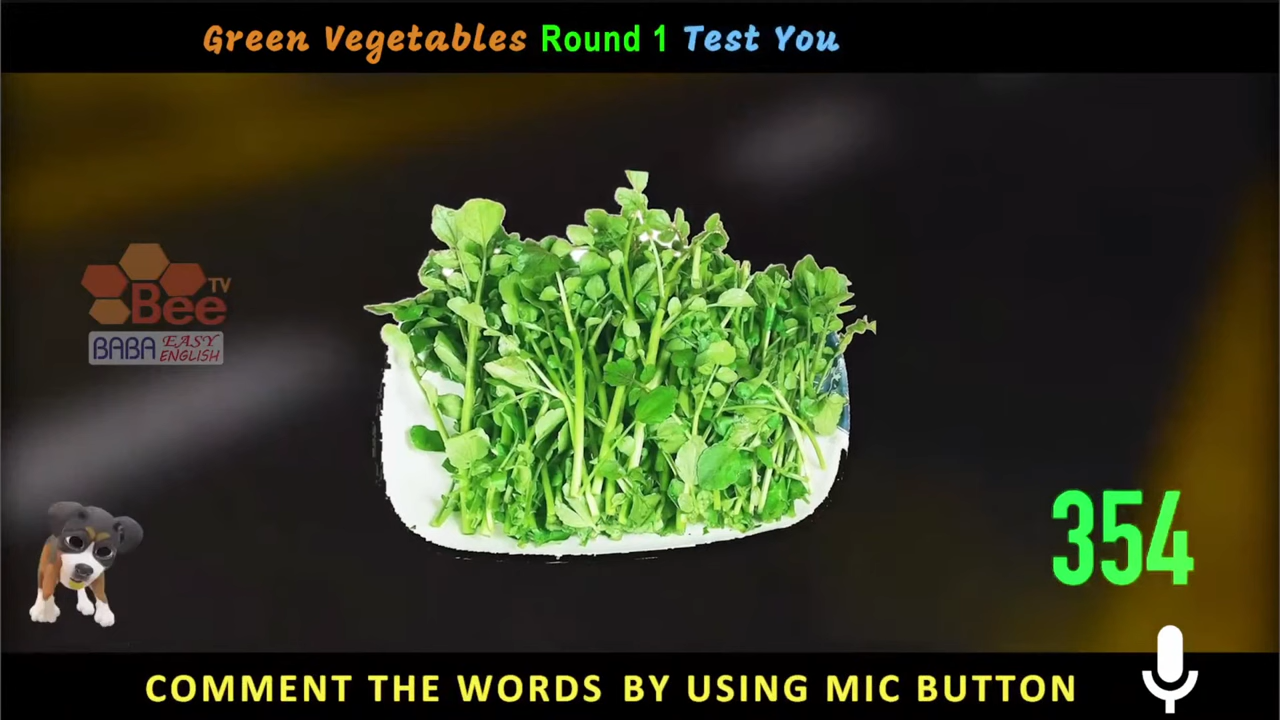 Green Vegetables Round 1 Test You
Bee TV
BABA EASY ENGLISH
354
COMMENT THE WORDS BY USING MIC BUTTON